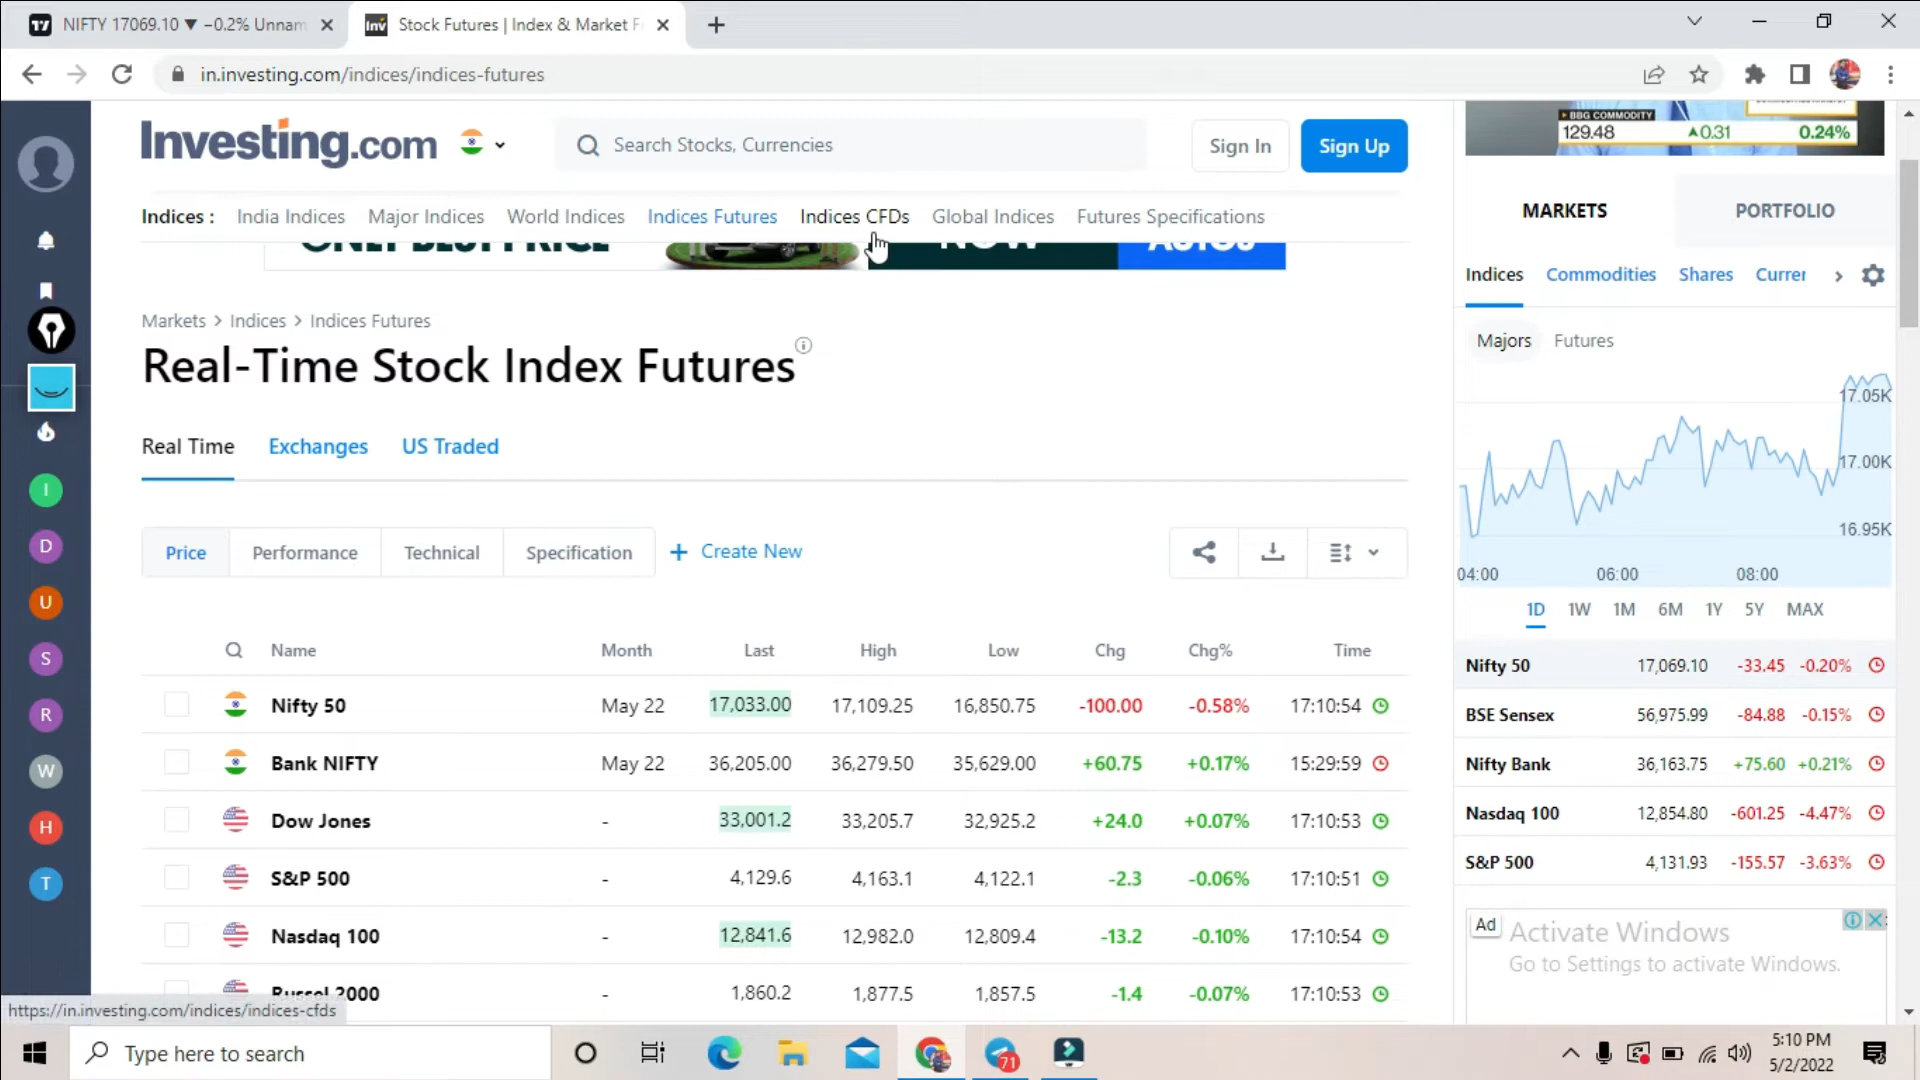 NIFTY 17069.10 ▼ −0.2% Unnam
Stock Futures | Index & Market F
in.investing.com/indices/indices-futures
Investing.com
Search Stocks, Currencies
Sign In
Sign Up
Indices :
India Indices
Major Indices
World Indices
Indices Futures
Indices CFDs
Global Indices
Futures Specifications
NOW
AUTOS
Markets > Indices > Indices Futures
Real-Time Stock Index Futures
Real Time
Exchanges
US Traded
Price
Performance
Technical
Specification
+ Create New
Name Month Last High Low Chg Chg% Time
Nifty 50 May 22 17,033.00 17,109.25 16,850.75 -100.00 -0.58% 17:10:54
Bank NIFTY May 22 36,205.00 36,279.50 35,629.00 +60.75 +0.17% 15:29:59
Dow Jones - 33,001.2 33,205.7 32,925.2 +24.0 +0.07% 17:10:53
S&P 500 - 4,129.6 4,163.1 4,122.1 -2.3 -0.06% 17:10:51
Nasdaq 100 - 12,841.6 12,982.0 12,809.4 -13.2 -0.10% 17:10:54
Russel 2000 - 1,860.2 1,877.5 1,857.5 -1.4 -0.07% 17:10:53
https://in.investing.com/indices/indices-cfds
I
D
U
S
R
W
H
T
BBG COMMODITY
129.48 ▲0.31 0.24%
MARKETS
PORTFOLIO
Indices
Commodities
Shares
Currer
Majors
Futures
17.05K
17.00K
16.95K
04:00 06:00 08:00
1D 1W 1M 6M 1Y 5Y MAX
Nifty 50 17,069.10 -33.45 -0.20%
BSE Sensex 56,975.99 -84.88 -0.15%
Nifty Bank 36,163.75 +75.60 +0.21%
Nasdaq 100 12,854.80 -601.25 -4.47%
S&P 500 4,131.93 -155.57 -3.63%
Ad
Activate Windows
Go to Settings to activate Windows.
Type here to search
71
5:10 PM
5/2/2022